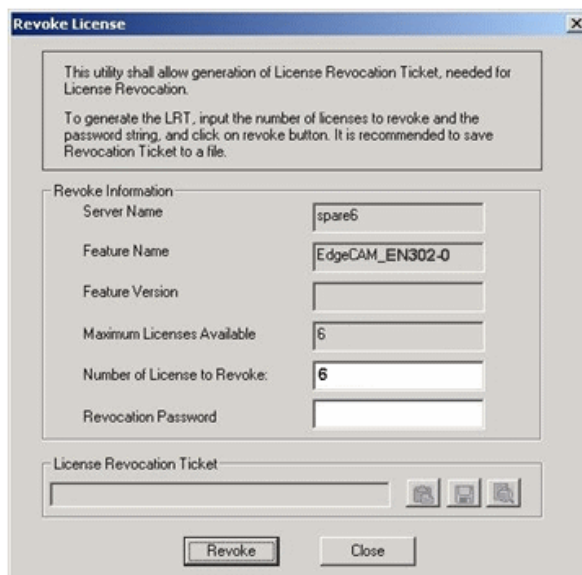 Revoke License
This utility shall allow generation of License Revocation Ticket, needed for
License Revocation.
To generate the LRT, input the number of licenses to revoke and the
password string, and click on revoke button. It is recommended to save
Revocation Ticket to a file.
Revoke Information
Server Name
spare6
Feature Name
EdgeCAM_EN302-0
Feature Version
Maximum Licenses Available
6
Number of License to Revoke:
6
Revocation Password
License Revocation Ticket
Revoke
Close